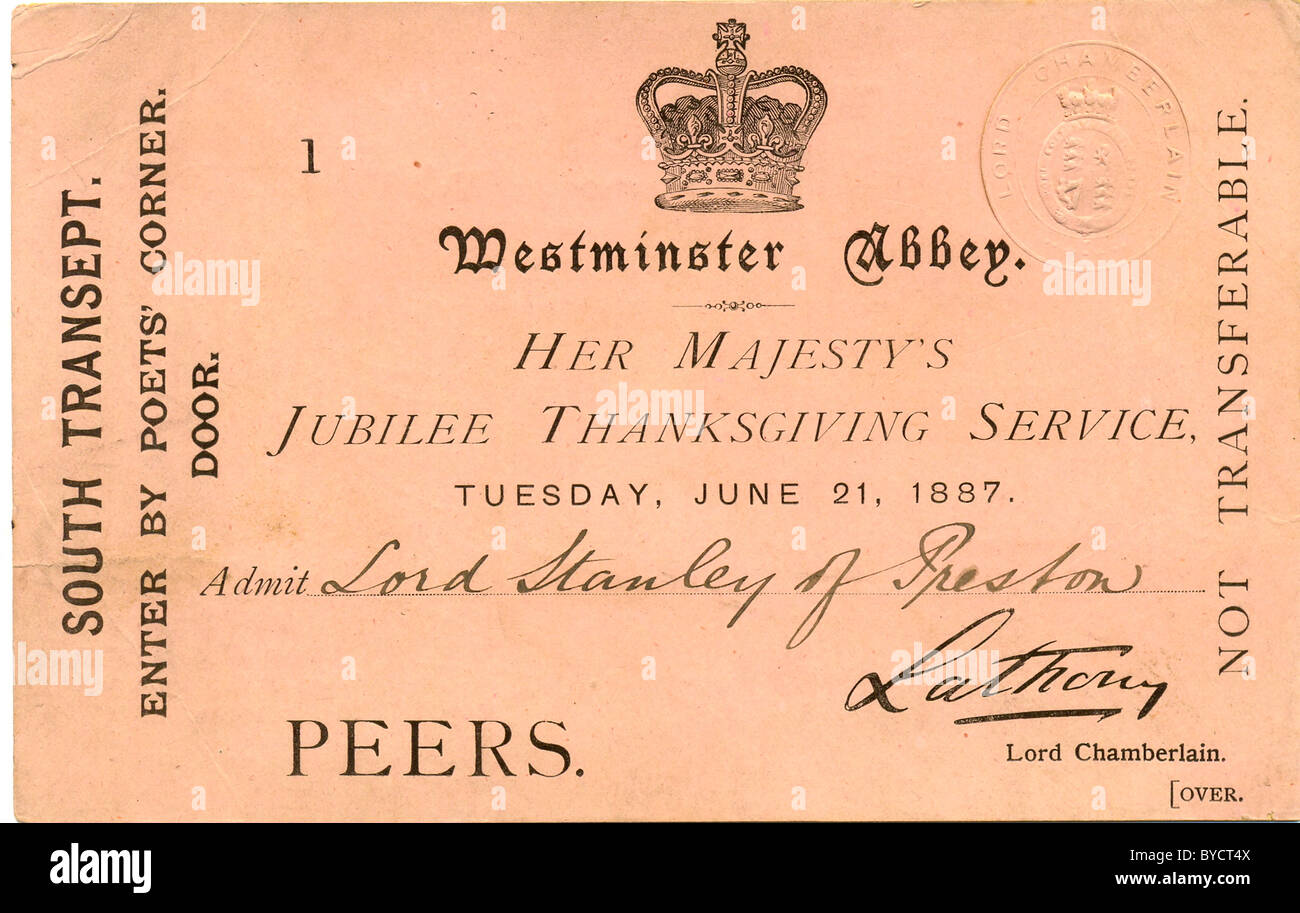 SOUTH TRANSEPT.
ENTER BY POETS' CORNER.
DOOR.
1
LORD CHAMBERLAIN
Westminster Abbey.
HER MAJESTY'S
JUBILEE THANKSGIVING SERVICE,
TUESDAY, JUNE 21, 1887.
Admit Lord Stanley of Preston
Lathom
Lord Chamberlain.
PEERS.
[OVER.
NOT TRANSFERABLE.
alamy
alamy
Image ID: BYCT4X
www.alamy.com